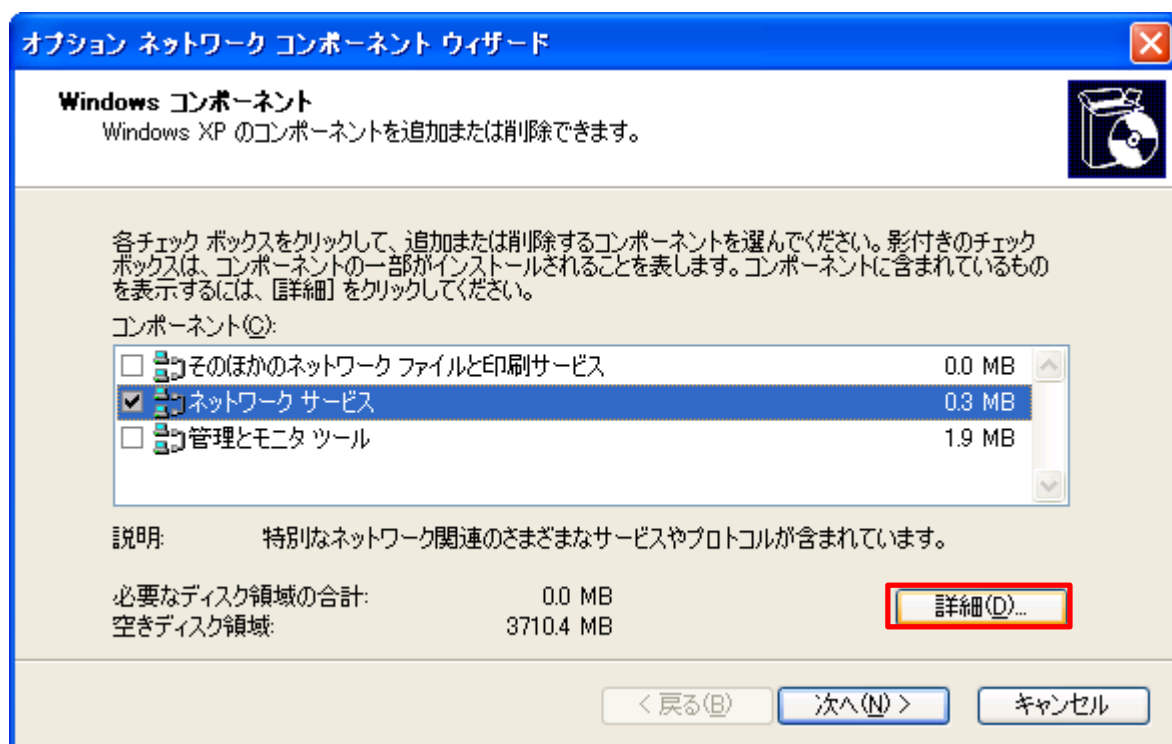 オプション ネットワーク コンポーネント ウィザード
Windows コンポーネント
Windows XP のコンポーネントを追加または削除できます。
各チェック ボックスをクリックして、追加または削除するコンポーネントを選んでください。影付きのチェック
ボックスは、コンポーネントの一部がインストールされることを表します。コンポーネントに含まれているもの
を表示するには、[詳細] をクリックしてください。
コンポーネント(C):
そのほかのネットワーク ファイルと印刷サービス 0.0 MB
ネットワーク サービス 0.3 MB
管理とモニタ ツール 1.9 MB
説明: 特別なネットワーク関連のさまざまなサービスやプロトコルが含まれています。
必要なディスク領域の合計: 0.0 MB
空きディスク領域: 3710.4 MB
詳細(D)...
< 戻る(B) 次へ(N) > キャンセル